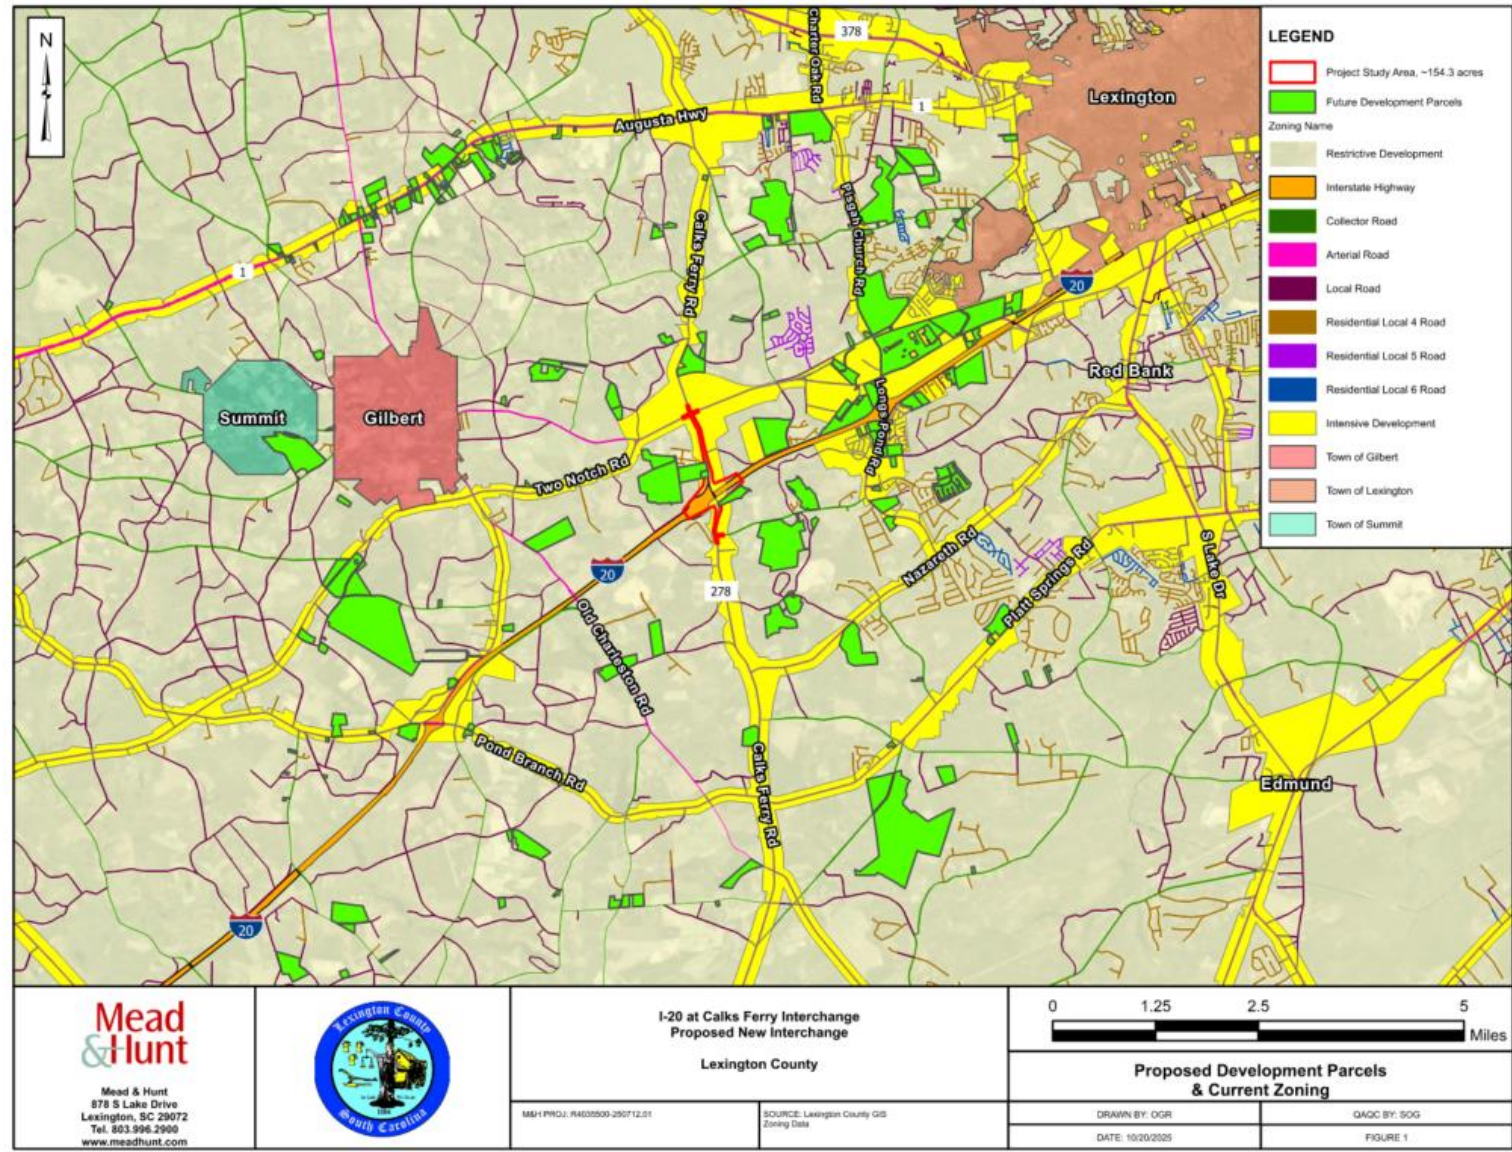 N
378
Charter Oak Rd
Lexington
1
Augusta Hwy
Pisgah Church Rd
Calks Ferry Rd
1
20
Red Bank
Summit
Gilbert
Longs Pond Rd
Two Notch Rd
S Lake Dr
Nazareth Rd
Platt Springs Rd
20
278
Old Charleston Rd
Pond Branch Rd
Calks Ferry Rd
Edmund
20
LEGEND
Project Study Area, ~154.3 acres
Future Development Parcels
Zoning Name
Restrictive Development
Interstate Highway
Collector Road
Arterial Road
Local Road
Residential Local 4 Road
Residential Local 5 Road
Residential Local 6 Road
Intensive Development
Town of Gilbert
Town of Lexington
Town of Summit
Mead
&Hunt
Mead & Hunt
878 S Lake Drive
Lexington, SC 29072
Tel. 803.996.2900
www.meadhunt.com
Lexington County
South Carolina
I-20 at Calks Ferry Interchange
Proposed New Interchange
Lexington County
M&H PROJ: R4035500-250712.01
SOURCE: Lexington County GIS
Zoning Data
0 1.25 2.5 5
Miles
Proposed Development Parcels
& Current Zoning
DRAWN BY: OGR
QAQC BY: SOG
DATE: 10/20/2025
FIGURE 1